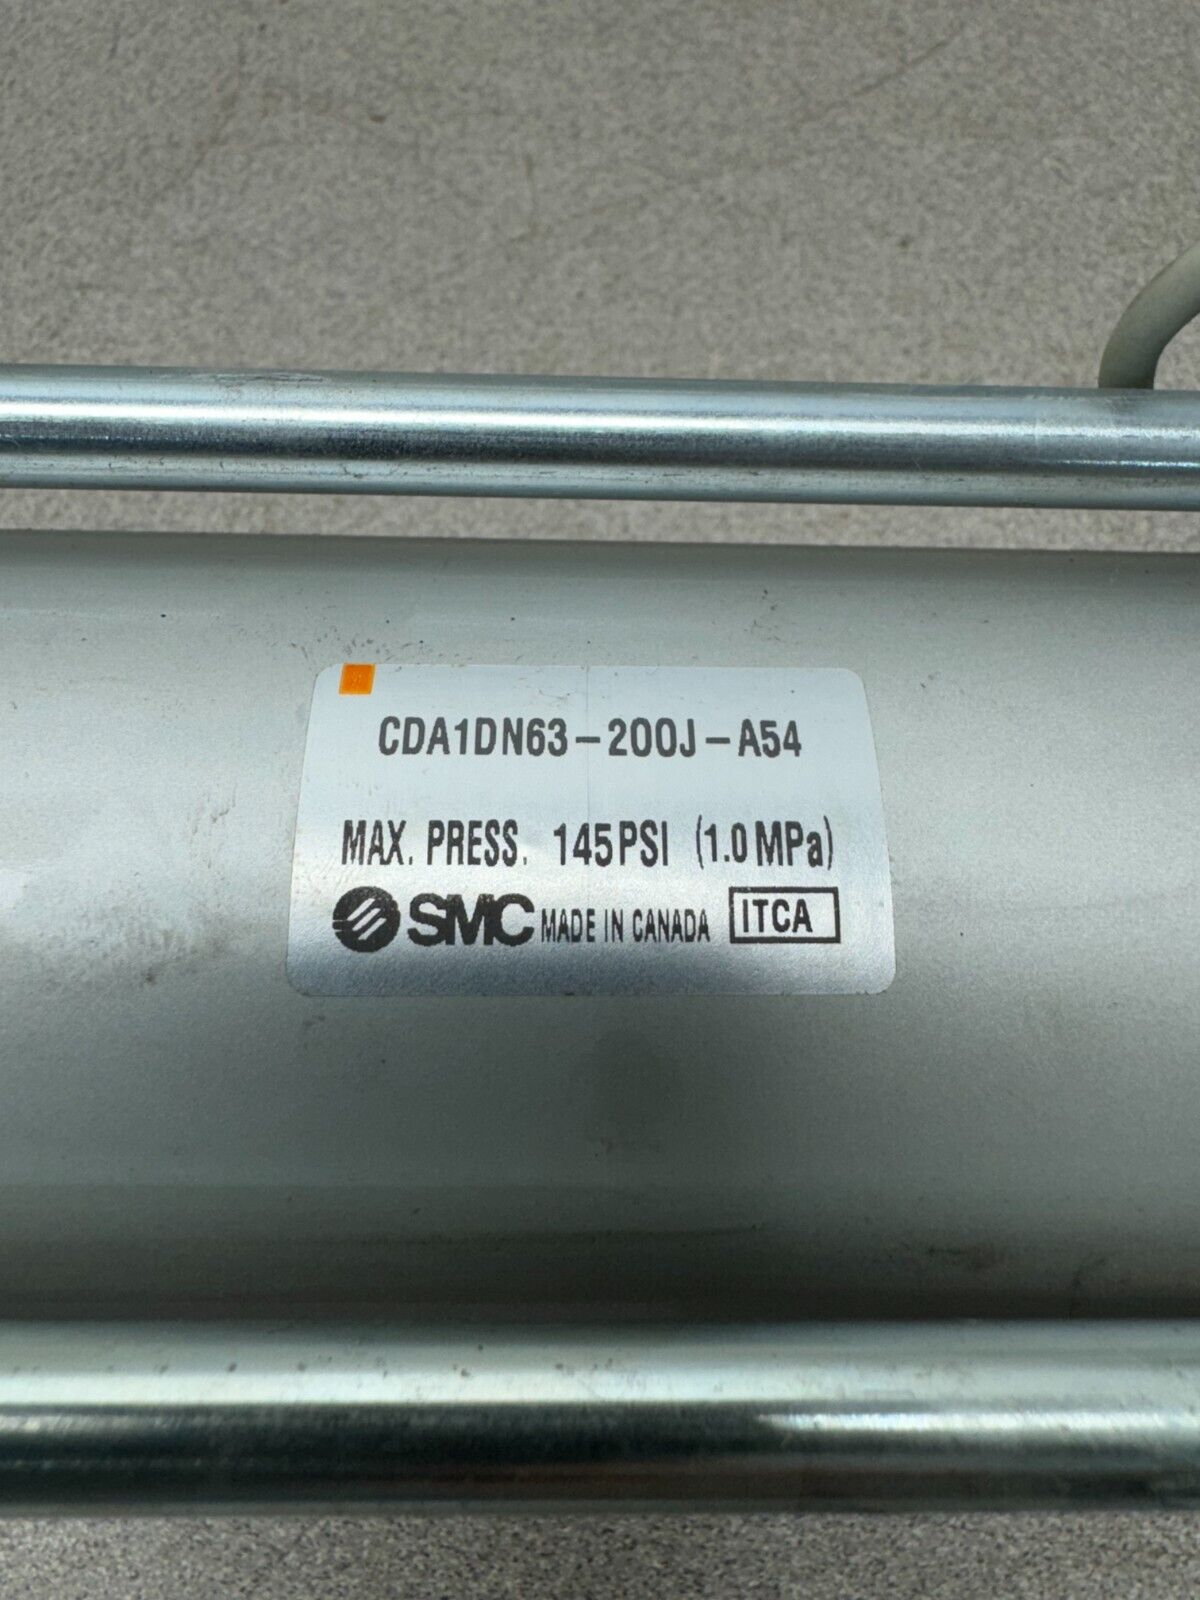 CDA1DN63-200J-A54
MAX. PRESS. 145PSI (1.0MPa)
SMC MADE IN CANADA ITCA